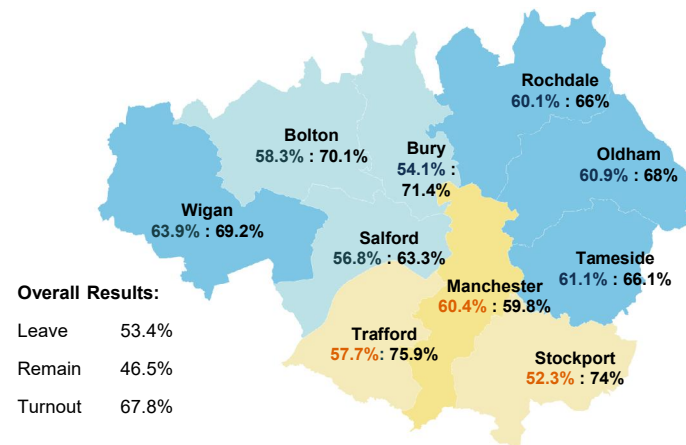 Rochdale
60.1% : 66%
Bolton
58.3% : 70.1%
Bury
54.1% :
71.4%
Oldham
60.9% : 68%
Wigan
63.9% : 69.2%
Salford
56.8% : 63.3%
Tameside
61.1% : 66.1%
Manchester
60.4% : 59.8%
Trafford
57.7%: 75.9%
Stockport
52.3% : 74%
Overall Results:
Leave 53.4%
Remain 46.5%
Turnout 67.8%